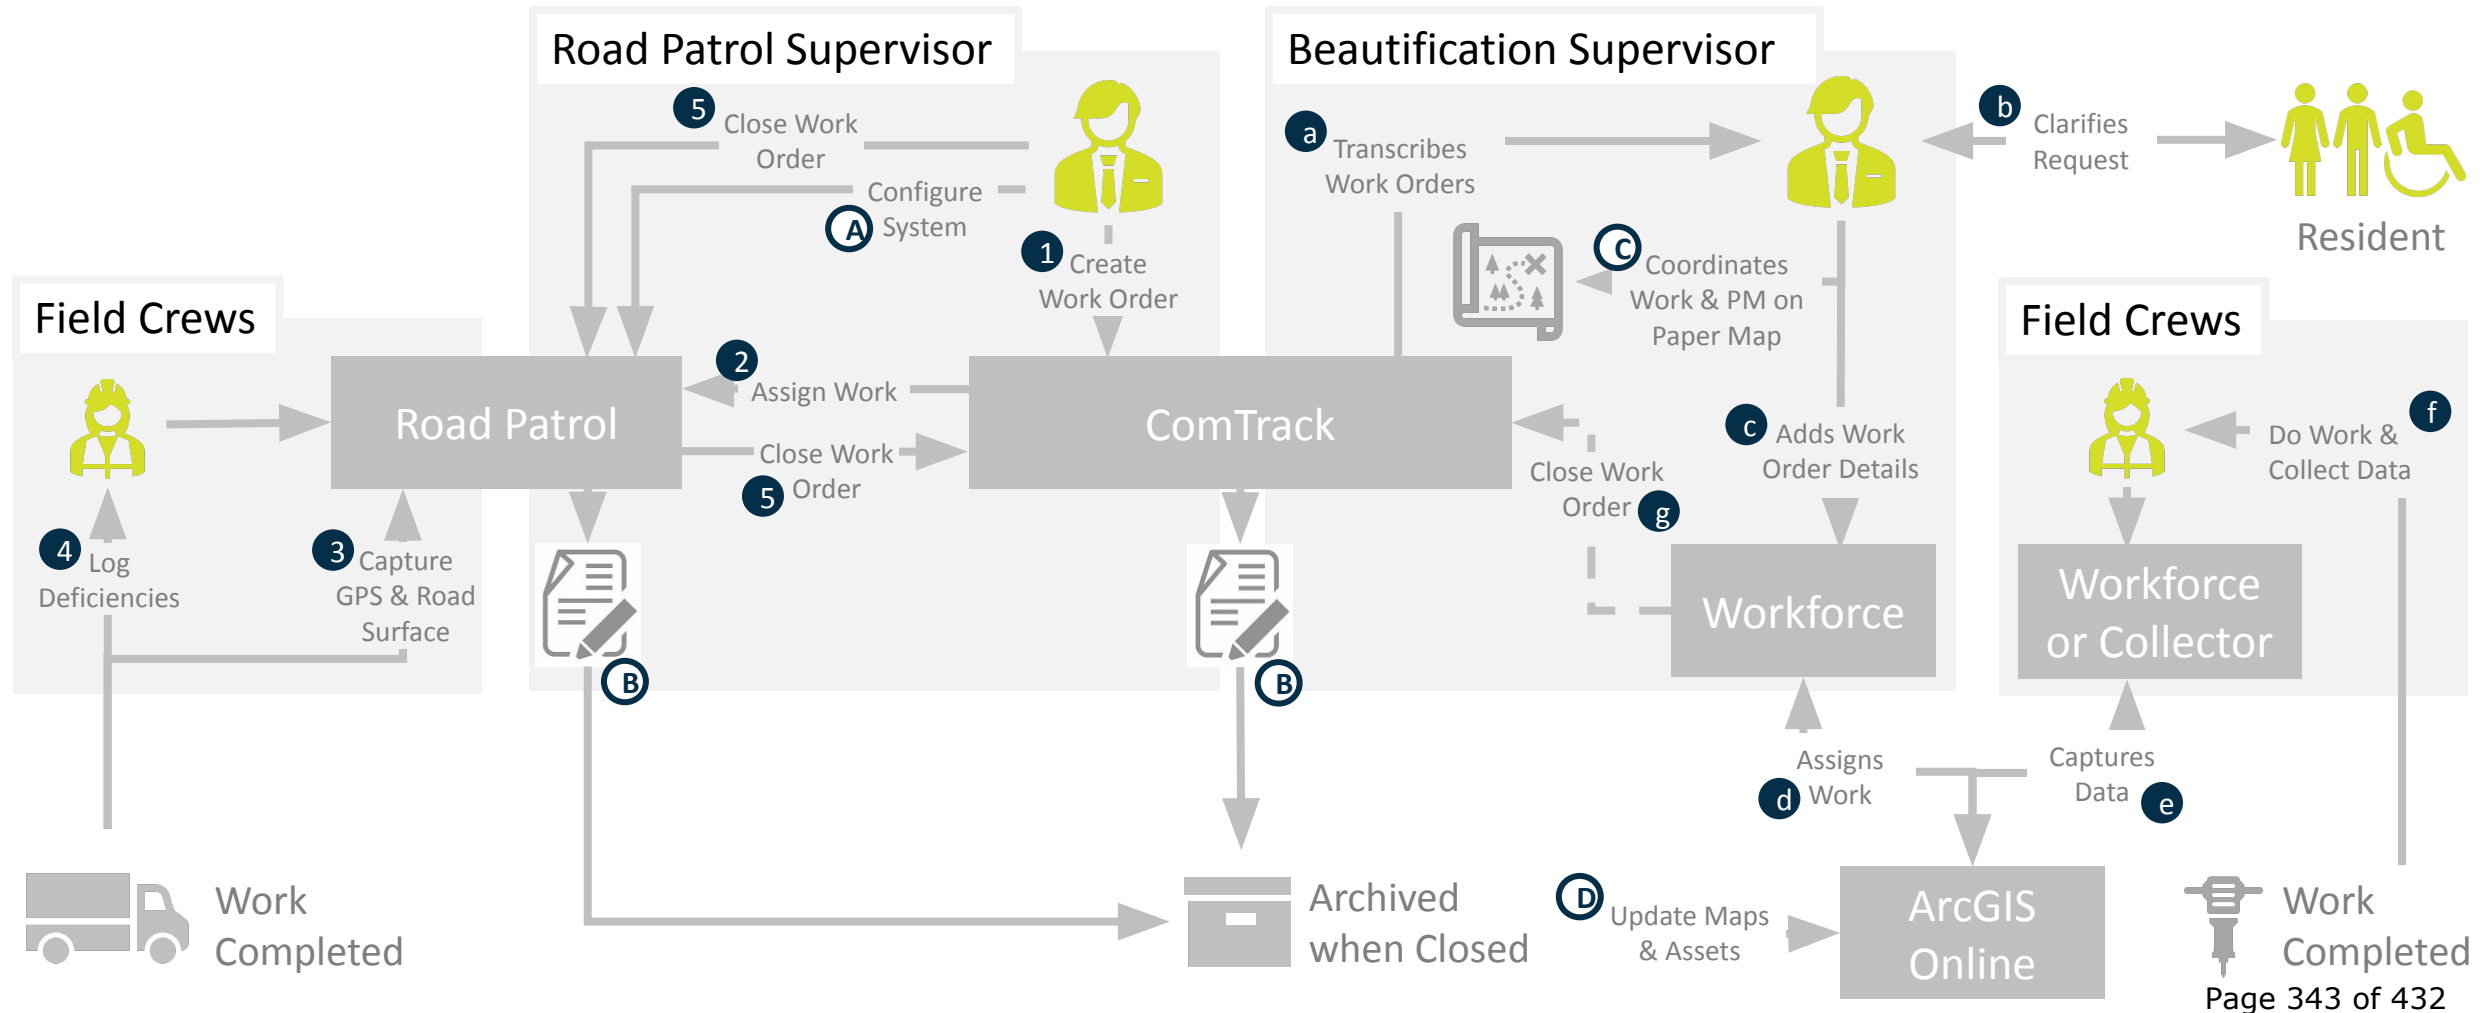 Road Patrol Supervisor
Beautification Supervisor
5
Close Work
Order
Configure
System
A
1
Create
Work Order
a
Transcribes
Work Orders
b
Clarifies
Request
Resident
C
Coordinates
Work & PM on
Paper Map
Field Crews
Field Crews
2
Assign Work
Road Patrol
ComTrack
Close Work
Order
5
c
Adds Work
Order Details
Close Work
Order
g
f
Do Work &
Collect Data
4
Log
Deficiencies
3
Capture
GPS & Road
Surface
B
B
Workforce
Workforce
or Collector
Assigns
Work
d
Captures
Data
e
Work
Completed
Archived
when Closed
D
Update Maps
& Assets
ArcGIS
Online
Work
Completed
Page 343 of 432